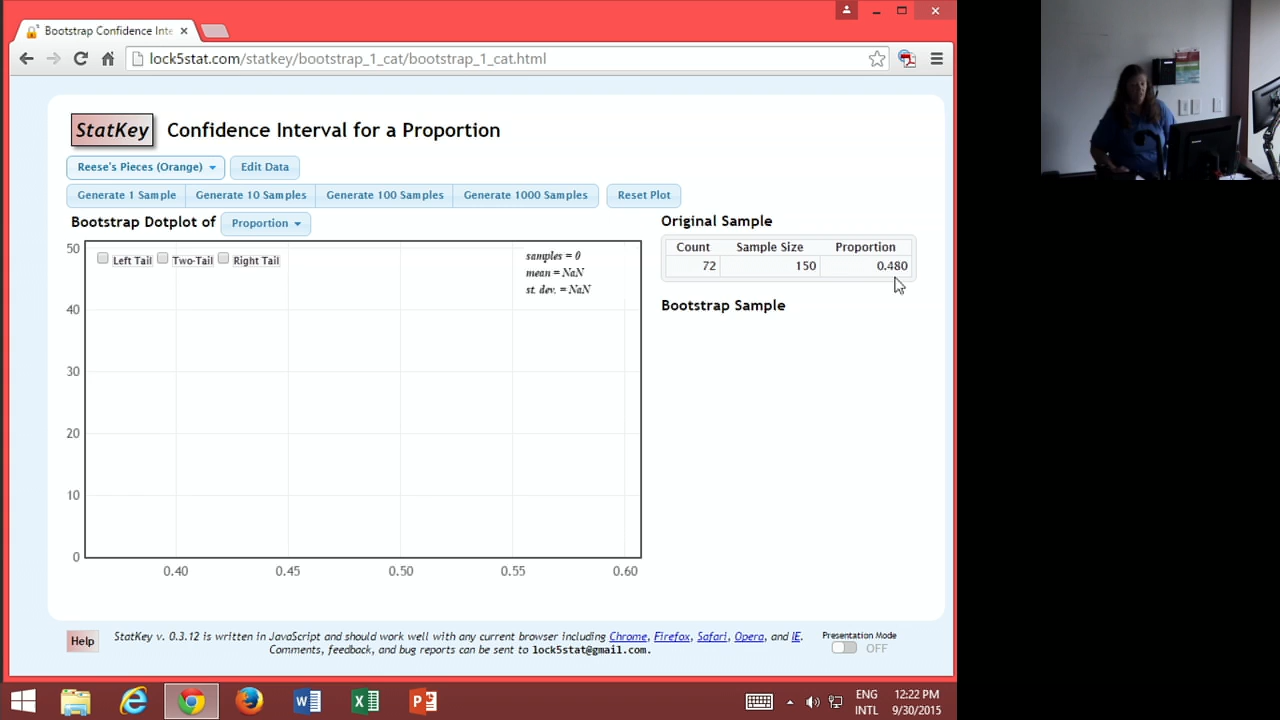 Bootstrap Confidence Inte
lock5stat.com/statkey/bootstrap_1_cat/bootstrap_1_cat.html
StatKey Confidence Interval for a Proportion
Reese's Pieces (Orange) Edit Data
Generate 1 Sample Generate 10 Samples Generate 100 Samples Generate 1000 Samples Reset Plot
Bootstrap Dotplot of Proportion
Left Tail Two-Tail Right Tail
samples = 0
mean = NaN
st. dev. = NaN
50
40
30
20
10
0
0.40 0.45 0.50 0.55 0.60
Original Sample
Count Sample Size Proportion
72 150 0.480
Bootstrap Sample
Help
StatKey v. 0.3.12 is written in JavaScript and should work well with any current browser including Chrome, Firefox, Safari, Opera, and IE.
Comments, feedback, and bug reports can be sent to lock5stat@gmail.com.
Presentation Mode
OFF
ENG
INTL
12:22 PM
9/30/2015